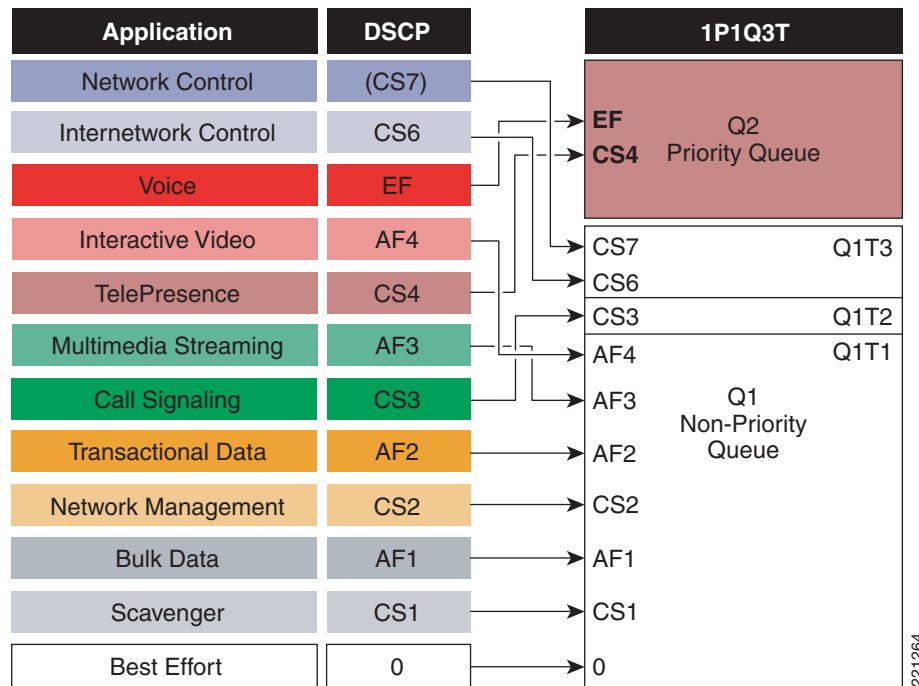 Application DSCP 1P1Q3T
Network Control (CS7)
Internetwork Control CS6
Voice EF
Interactive Video AF4
TelePresence CS4
Multimedia Streaming AF3
Call Signaling CS3
Transactional Data AF2
Network Management CS2
Bulk Data AF1
Scavenger CS1
Best Effort 0
EF
CS4
Q2
Priority Queue
CS7 Q1T3
CS6
CS3 Q1T2
AF4 Q1T1
AF3
Q1
Non-Priority
Queue
AF2
CS2
AF1
CS1
0
221264